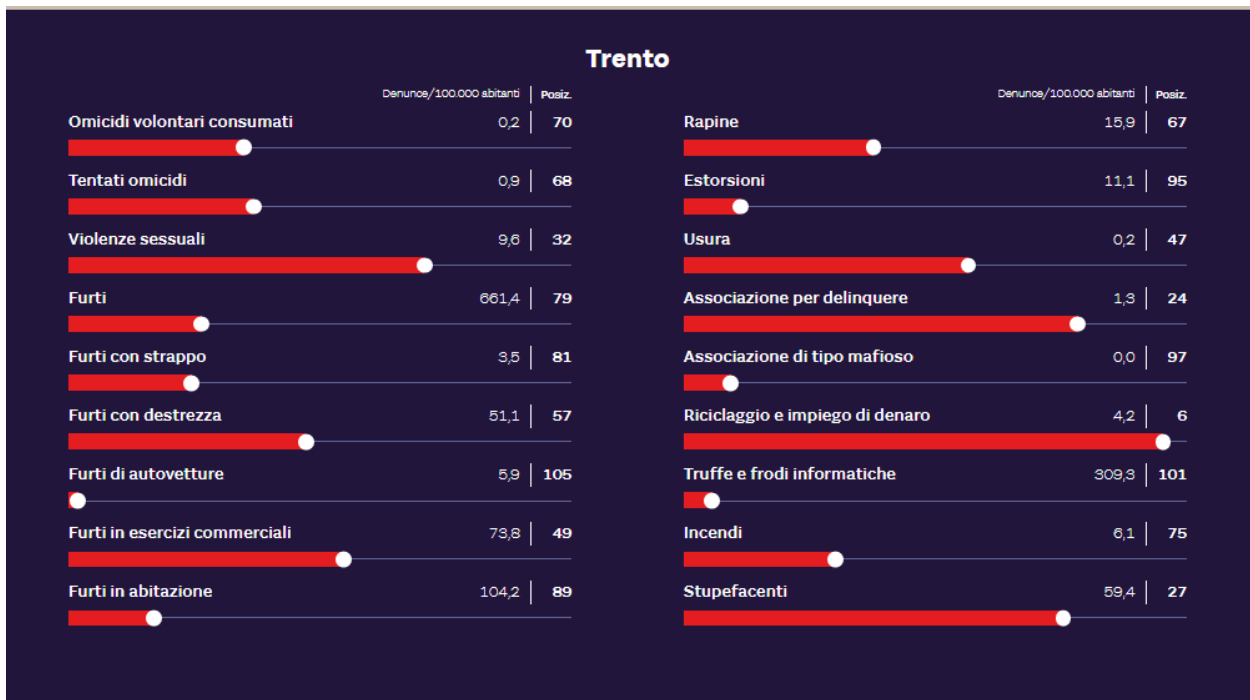 Trento
Denunce/100.000 abitanti Posiz.
Omicidi volontari consumati 0,2 70
Tentati omicidi 0,9 68
Violenze sessuali 9,6 32
Furti 661,4 79
Furti con strappo 3,5 81
Furti con destrezza 51,1 57
Furti di autovetture 5,9 105
Furti in esercizi commerciali 73,8 49
Furti in abitazione 104,2 89
Denunce/100.000 abitanti Posiz.
Rapine 15,9 67
Estorsioni 11,1 95
Usura 0,2 47
Associazione per delinquere 1,3 24
Associazione di tipo mafioso 0,0 97
Riciclaggio e impiego di denaro 4,2 6
Truffe e frodi informatiche 309,3 101
Incendi 6,1 75
Stupefacenti 59,4 27